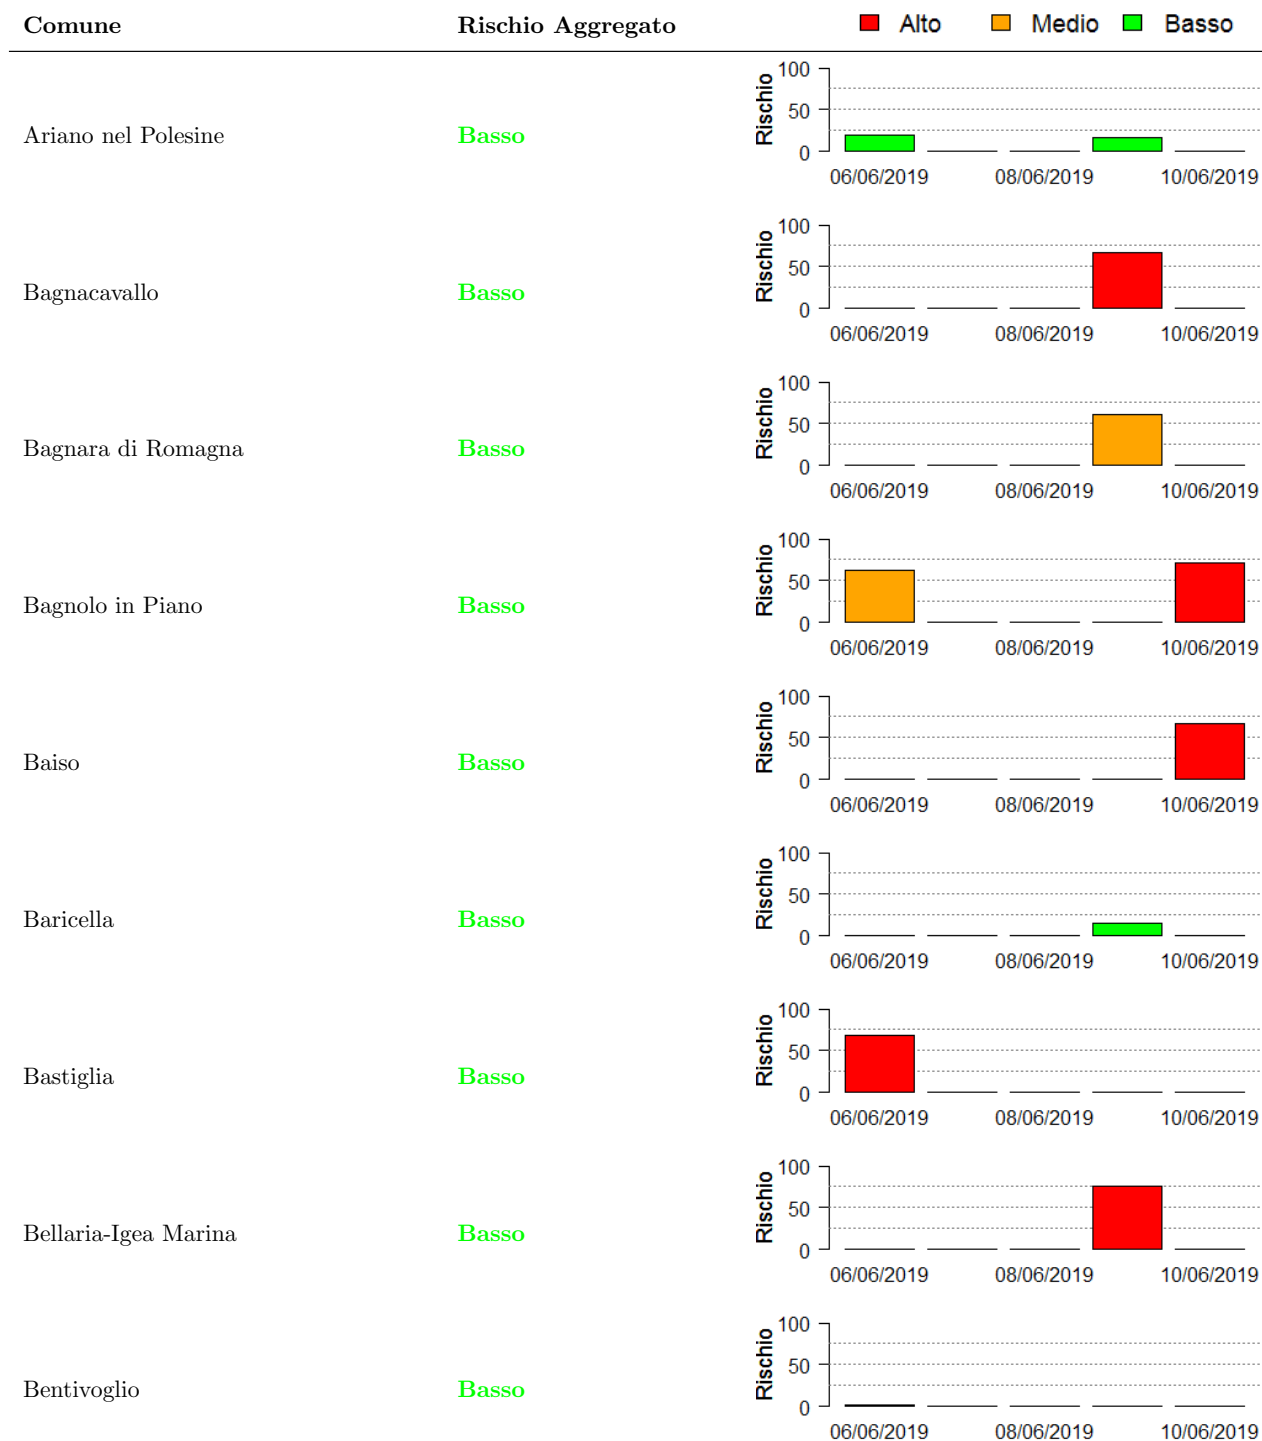 Comune Rischio Aggregato Alto Medio Basso
100
50
0
Rischio
Ariano nel Polesine Basso
06/06/2019 08/06/2019 10/06/2019
100
50
0
Rischio
Bagnacavallo Basso
06/06/2019 08/06/2019 10/06/2019
100
50
0
Rischio
Bagnara di Romagna Basso
06/06/2019 08/06/2019 10/06/2019
100
50
0
Rischio
Bagnolo in Piano Basso
06/06/2019 08/06/2019 10/06/2019
100
50
0
Rischio
Baiso Basso
06/06/2019 08/06/2019 10/06/2019
100
50
0
Rischio
Baricella Basso
06/06/2019 08/06/2019 10/06/2019
100
50
0
Rischio
Bastiglia Basso
06/06/2019 08/06/2019 10/06/2019
100
50
0
Rischio
Bellaria-Igea Marina Basso
06/06/2019 08/06/2019 10/06/2019
100
50
0
Rischio
Bentivoglio Basso
06/06/2019 08/06/2019 10/06/2019